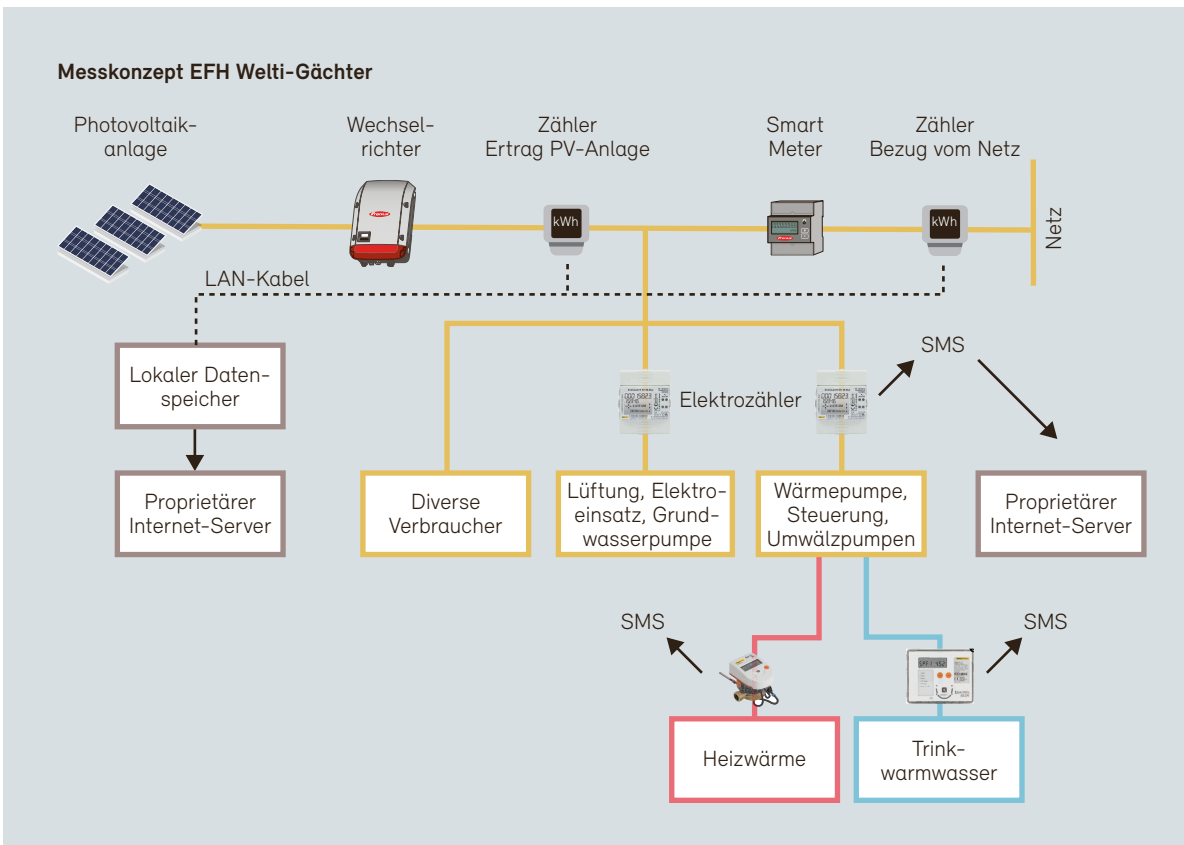 Messkonzept EFH Welti-Gächter
Photovoltaik-
anlage
Wechsel-
richter
Zähler
Ertrag PV-Anlage
Smart
Meter
Zähler
Bezug vom Netz
Fronius
kWh
kWh
Netz
LAN-Kabel
Lokaler Daten-
speicher
Proprietärer
Internet-Server
Elektrozähler
SMS
Diverse
Verbraucher
Lüftung, Elektro-
einsatz, Grund-
wasserpumpe
Wärmepumpe,
Steuerung,
Umwälzpumpen
Proprietärer
Internet-Server
SMS
SMS
Heizwärme
Trink-
warmwasser